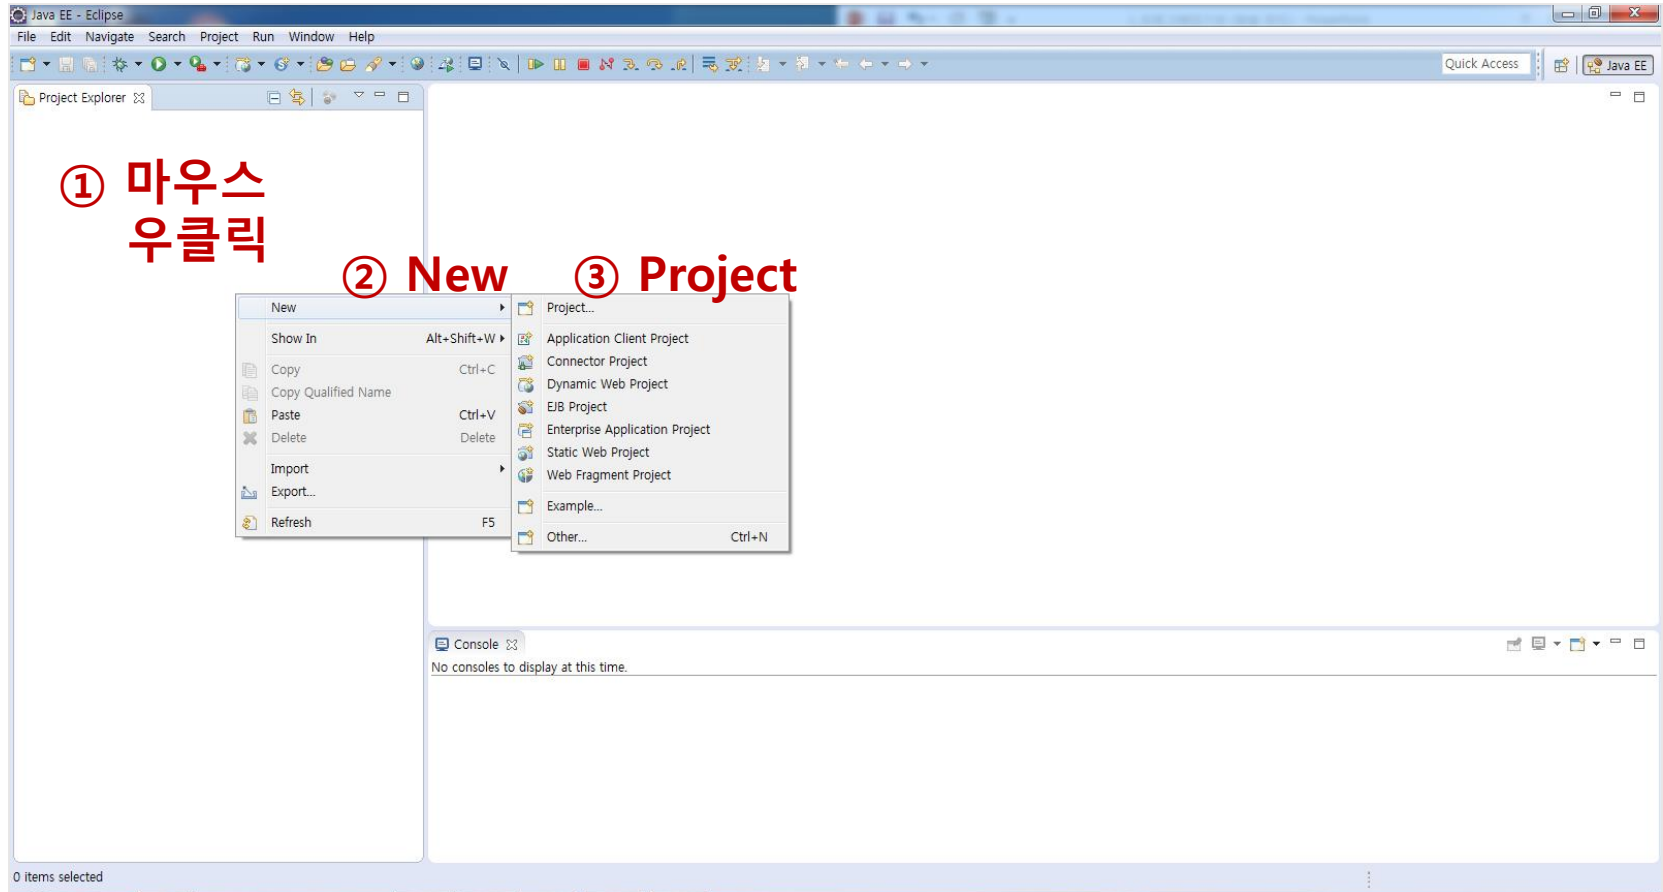 Java EE - Eclipse
File Edit Navigate Search Project Run Window Help
Quick Access
Java EE
Project Explorer
① 마우스
우클릭
② New
③ Project
New
Show In Alt+Shift+W
Copy Ctrl+C
Copy Qualified Name
Paste Ctrl+V
Delete Delete
Import
Export...
Refresh F5
Project...
Application Client Project
Connector Project
Dynamic Web Project
EJB Project
Enterprise Application Project
Static Web Project
Web Fragment Project
Example...
Other... Ctrl+N
Console
No consoles to display at this time.
0 items selected